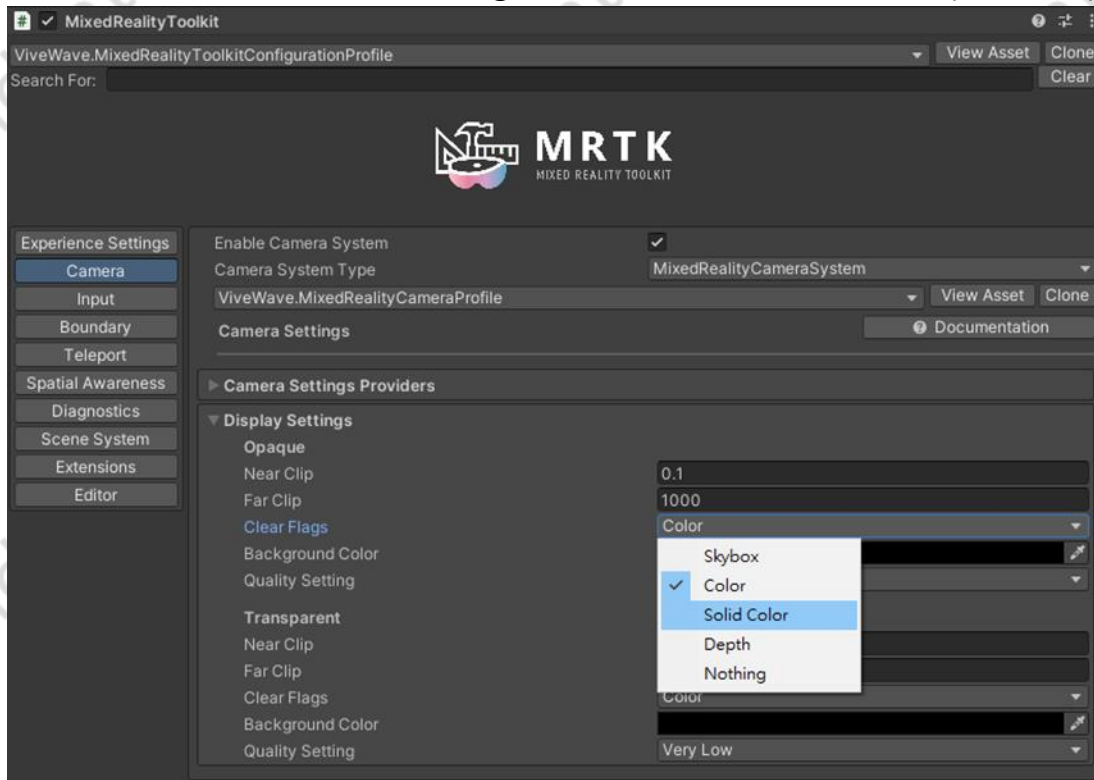 MixedRealityToolkit
ViveWave.MixedRealityToolkitConfigurationProfile View Asset Clone
Search For: Clear
MRTK
MIXED REALITY TOOLKIT
Experience Settings Enable Camera System
Camera Camera System Type MixedRealityCameraSystem
Input ViveWave.MixedRealityCameraProfile View Asset Clone
Boundary Camera Settings Documentation
Teleport
Spatial Awareness Camera Settings Providers
Diagnostics Display Settings
Scene System Opaque
Extensions Near Clip 0.1
Editor Far Clip 1000
Clear Flags Color
Background Color Skybox
Quality Setting Color
Transparent Solid Color
Near Clip Depth
Far Clip Nothing
Clear Flags Color
Background Color
Quality Setting Very Low